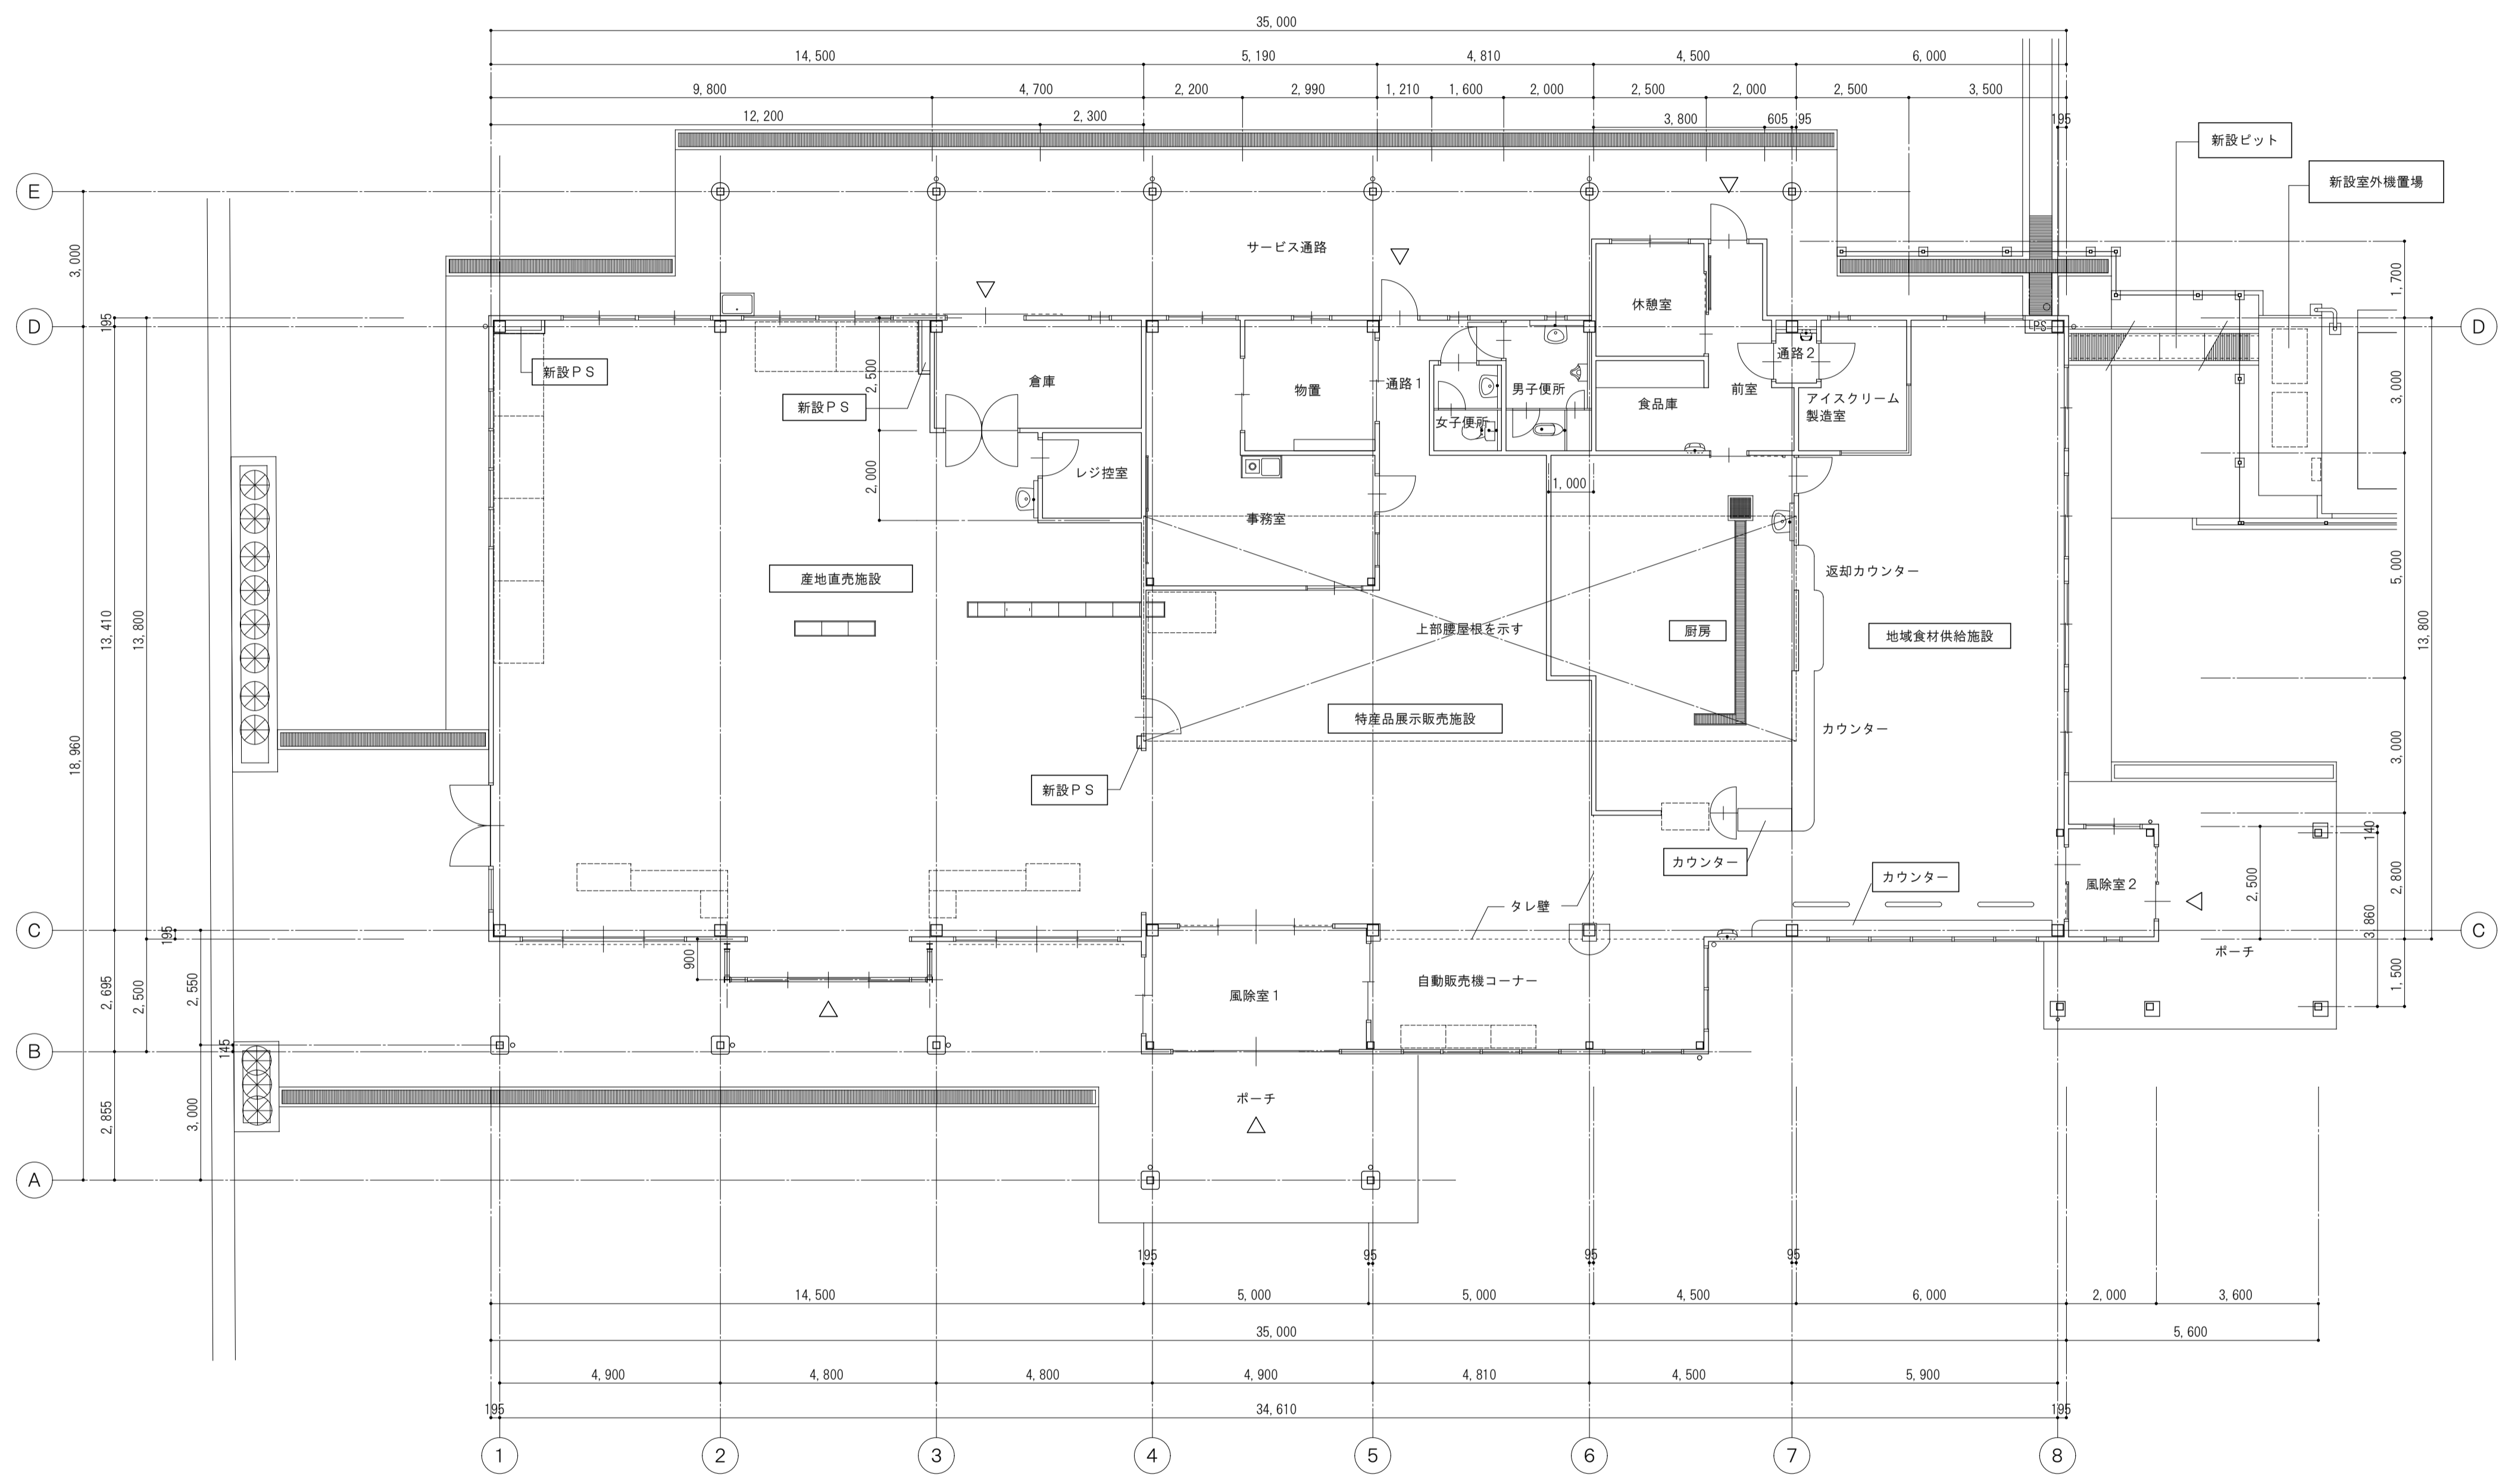 35,000
14,500
5,190
4,810
4,500
6,000
9,800
4,700
2,200
2,990
1,210
1,600
2,000
2,500
2,000
2,500
3,500
12,200
2,300
3,800
605
95
195
新設ピット
新設室外機置場
E
3,000
サービス通路
1,700
195
D
休憩室
PS
D
新設ＰＳ
2,500
倉庫
物置
通路１
男子便所
通路２
前室
食品庫
アイスクリーム
製造室
3,000
新設ＰＳ
女子便所
レジ控室
2,000
1,000
事務室
産地直売施設
返却カウンター
5,000
13,410
13,800
上部腰屋根を示す
厨房
地域食材供給施設
13,800
18,960
特産品展示販売施設
カウンター
3,000
新設ＰＳ
140
カウンター
カウンター
風除室２
2,500
2,800
3,860
タレ壁
C
195
900
C
ポーチ
2,695
2,500
2,550
風除室１
自動販売機コーナー
1,500
B
145
ポーチ
2,855
3,000
A
195
95
95
95
14,500
5,000
5,000
4,500
6,000
2,000
3,600
35,000
5,600
4,900
4,800
4,800
4,900
4,810
4,500
5,900
195
34,610
195
1
2
3
4
5
6
7
8